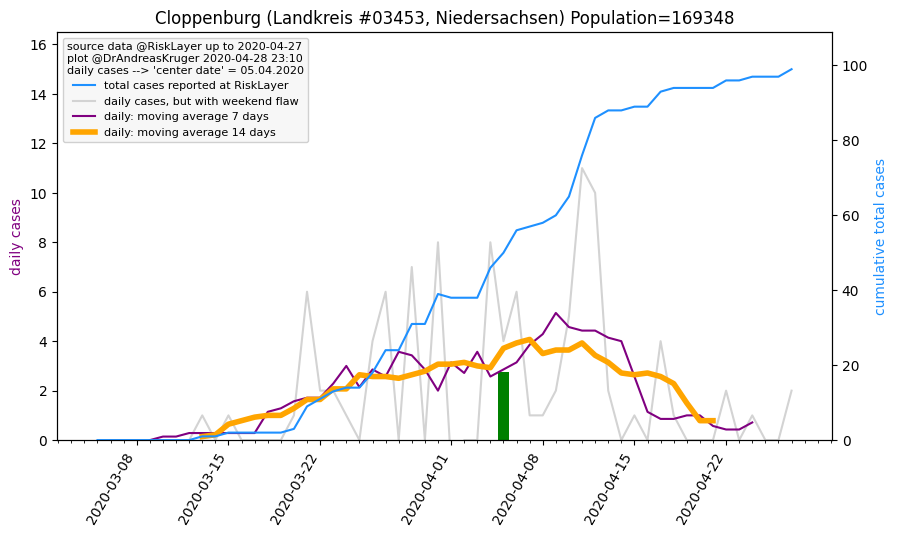 Cloppenburg (Landkreis #03453, Niedersachsen) Population=169348
source data @RiskLayer up to 2020-04-27
plot @DrAndreasKruger 2020-04-28 23:10
daily cases --> 'center date' = 05.04.2020
total cases reported at RiskLayer
daily cases, but with weekend flaw
daily: moving average 7 days
daily: moving average 14 days
daily cases
16
14
12
10
8
6
4
2
0
cumulative total cases
100
80
60
40
20
0
2020-03-08
2020-03-15
2020-03-22
2020-04-01
2020-04-08
2020-04-15
2020-04-22